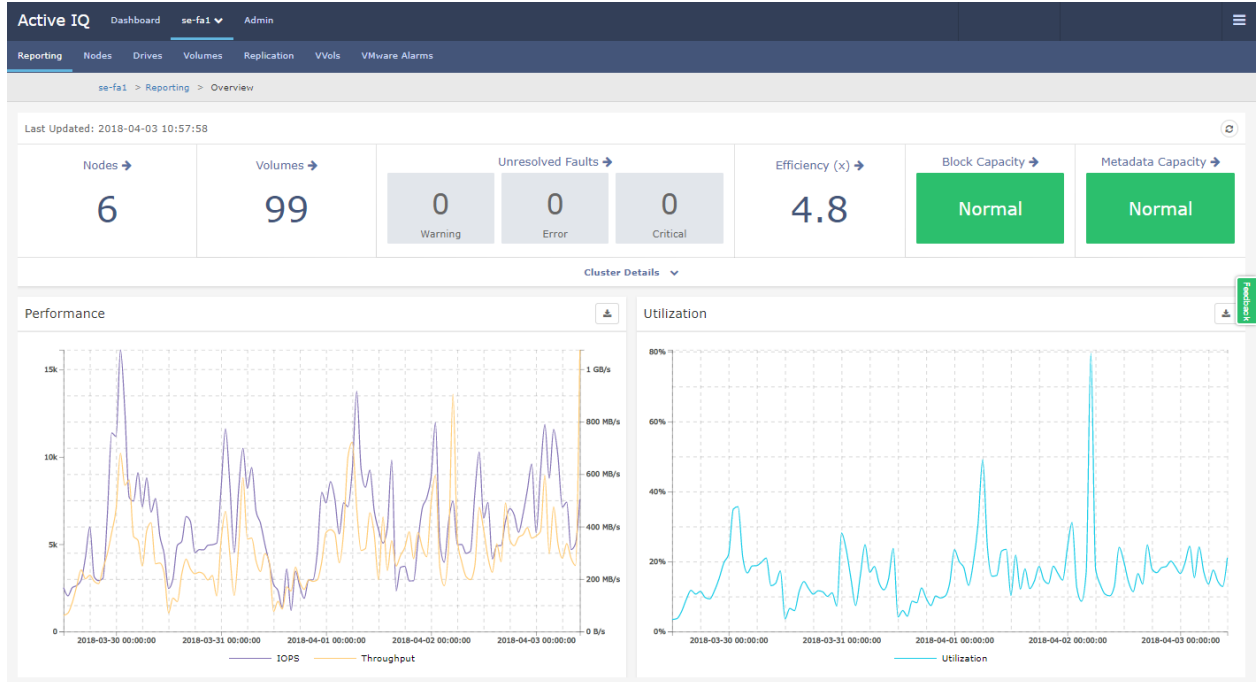 Active IQ Dashboard se-fa1 Admin
Reporting Nodes Drives Volumes Replication VVols VMware Alarms
se-fa1 > Reporting > Overview
Last Updated: 2018-04-03 10:57:58
Nodes
6
Volumes
99
Unresolved Faults
0
Warning
0
Error
0
Critical
Efficiency (x)
4.8
Block Capacity
Normal
Metadata Capacity
Normal
Cluster Details
Feedback
Performance
15k
10k
5k
0
1 GB/s
800 MB/s
600 MB/s
400 MB/s
200 MB/s
0 B/s
2018-03-30 00:00:00 2018-03-31 00:00:00 2018-04-01 00:00:00 2018-04-02 00:00:00 2018-04-03 00:00:00
IOPS Throughput
Utilization
80%
60%
40%
20%
0%
2018-03-30 00:00:00 2018-03-31 00:00:00 2018-04-01 00:00:00 2018-04-02 00:00:00 2018-04-03 00:00:00
Utilization